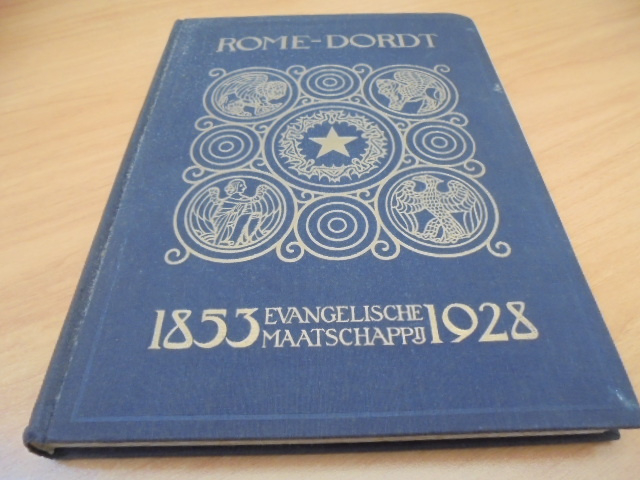 ROME-DORDT
1853 EVANGELISCHE MAATSCHAPPIJ 1928